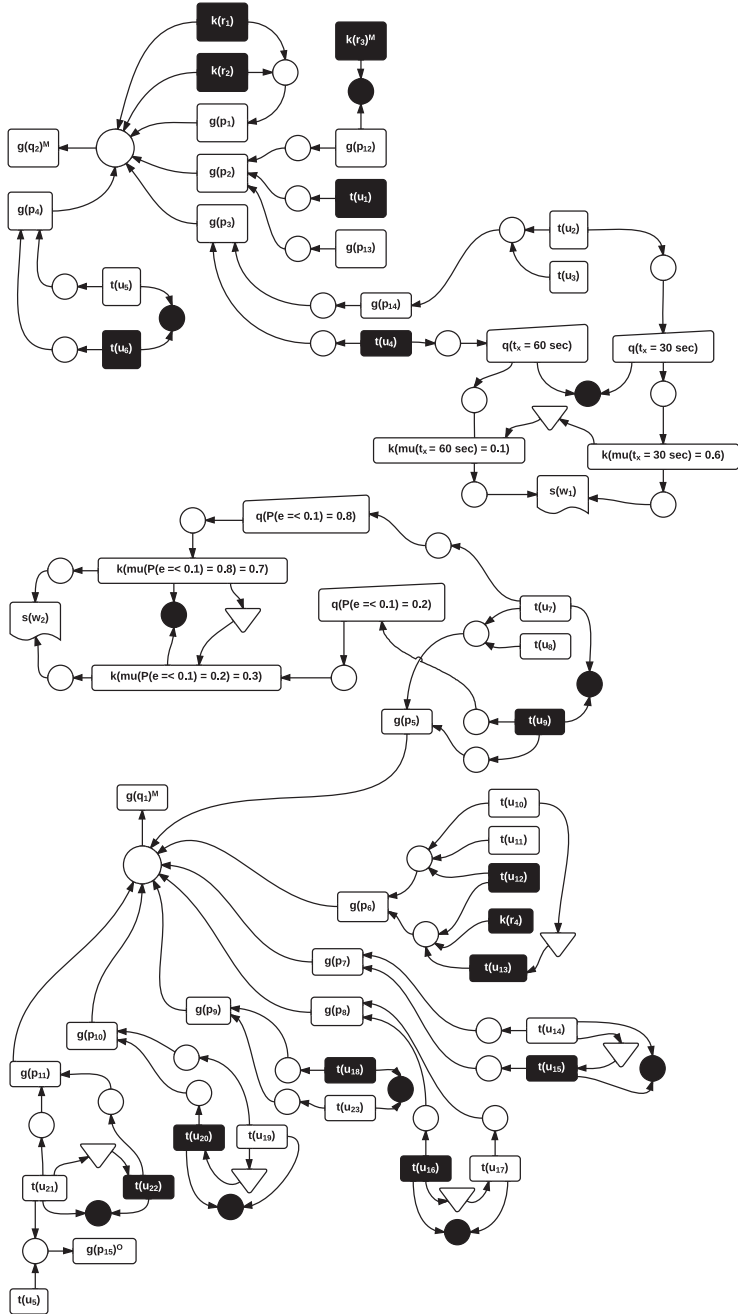 k(r₁)
k(r₃)ᴹ
k(r₂)
g(p₁)
g(q₂)ᴹ
g(p₁₂)
g(p₂)
t(u₁)
g(p₄)
g(p₃)
g(p₁₃)
t(u₂)
t(u₃)
t(u₅)
g(p₁₄)
t(u₆)
t(u₄)
q(tₓ = 60 sec)
q(tₓ = 30 sec)
k(mu(tₓ = 60 sec) = 0.1)
k(mu(tₓ = 30 sec) = 0.6)
s(w₁)
q(P(e =< 0.1) = 0.8)
k(mu(P(e =< 0.1) = 0.8) = 0.7)
q(P(e =< 0.1) = 0.2)
t(u₇)
s(w₂)
t(u₈)
k(mu(P(e =< 0.1) = 0.2) = 0.3)
g(p₅)
t(u₉)
g(q₁)ᴹ
t(u₁₀)
t(u₁₁)
t(u₁₂)
g(p₆)
k(r₄)
g(p₇)
t(u₁₃)
g(p₉)
g(p₈)
g(p₁₀)
t(u₁₄)
g(p₁₁)
t(u₁₈)
t(u₁₅)
t(u₂₃)
t(u₂₀)
t(u₁₉)
t(u₁₆)
t(u₁₇)
t(u₂₁)
t(u₂₂)
g(p₁₅)ᴼ
t(u₅)